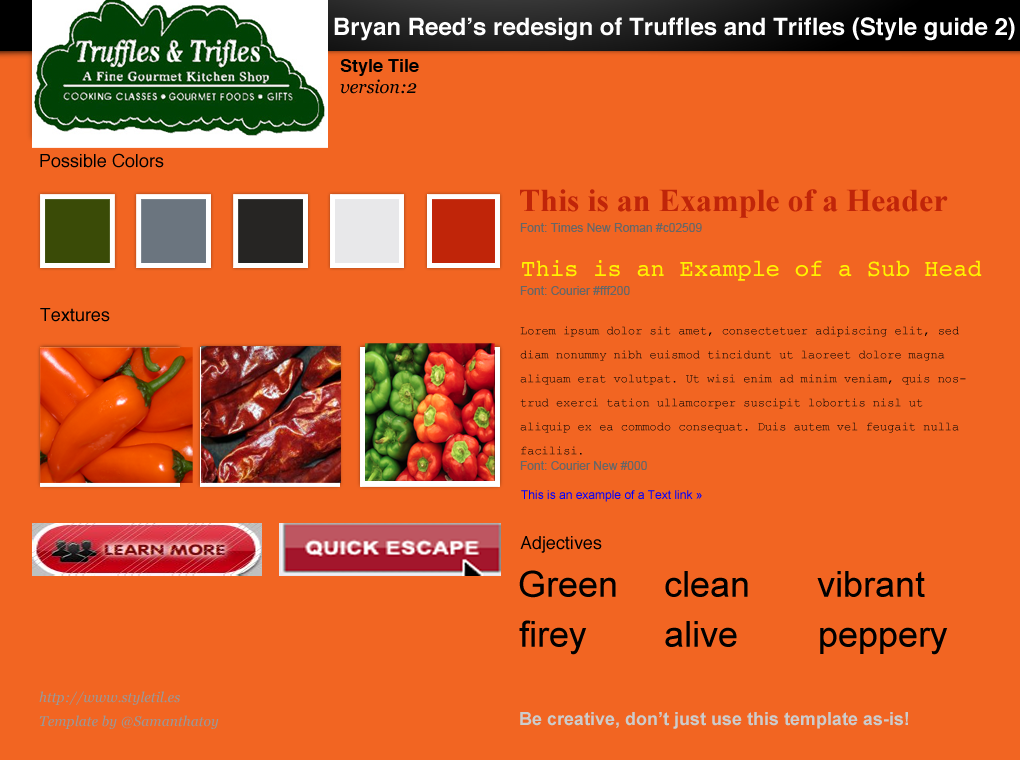 Bryan Reed's redesign of Truffles and Trifles (Style guide 2)
Truffles & Trifles
A Fine Gourmet Kitchen Shop
COOKING CLASSES • GOURMET FOODS • GIFTS
Style Tile
version:2
Possible Colors
This is an Example of a Header
Font: Times New Roman #c02509
This is an Example of a Sub Head
Font: Courier #fff200
Textures
Lorem ipsum dolor sit amet, consectetuer adipiscing elit, sed
diam nonummy nibh euismod tincidunt ut laoreet dolore magna
aliquam erat volutpat. Ut wisi enim ad minim veniam, quis nos-
trud exerci tation ullamcorper suscipit lobortis nisl ut
aliquip ex ea commodo consequat. Duis autem vel feugait nulla
facilisi.
Font: Courier New #000
This is an example of a Text link »
LEARN MORE
QUICK ESCAPE
Adjectives
Green clean vibrant
firey alive peppery
http://www.styletil.es
Template by @Samanthatoy
Be creative, don't just use this template as-is!